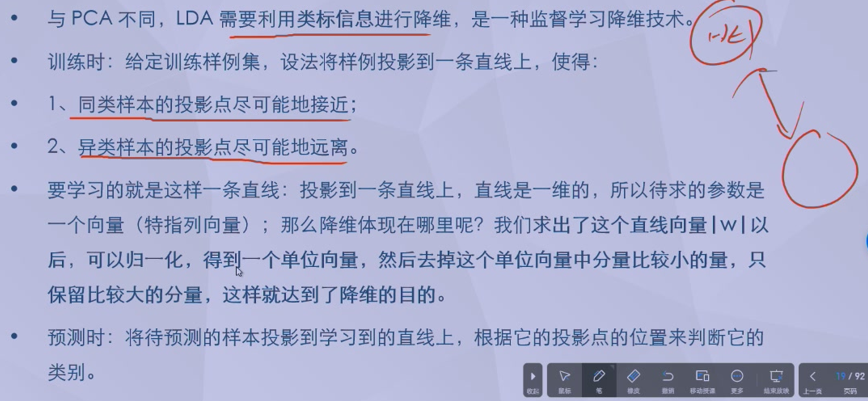 • 与 PCA 不同，LDA 需要利用类标信息进行降维，是一种监督学习降维技术。
• 训练时：给定训练样例集，设法将样例投影到一条直线上，使得：
• 1、同类样本的投影点尽可能地接近；
• 2、异类样本的投影点尽可能地远离。
• 要学习的就是这样一条直线：投影到一条直线上，直线是一维的，所以待求的参数是
一个向量（特指列向量）；那么降维体现在哪里呢？我们求出了这个直线向量|w|以
后，可以归一化，得到一个单位向量，然后去掉这个单位向量中分量比较小的量，只
保留比较大的分量，这样就达到了降维的目的。
• 预测时：将待预测的样本投影到学习到的直线上，根据它的投影点的位置来判断它的
类别。
收起 鼠标 笔 橡皮 撤销 移动授课 更多 结束放映 上一页 19 / 92 页码